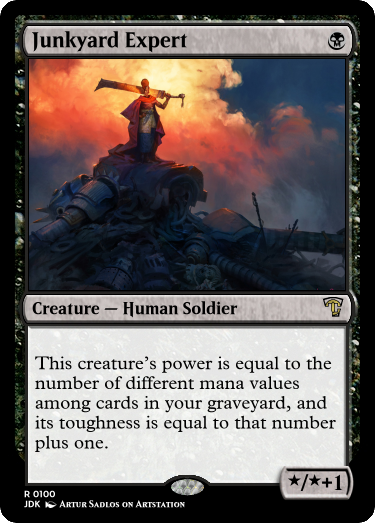 Junkyard Expert
Creature — Human Soldier
This creature's power is equal to the
number of different mana values
among cards in your graveyard, and
its toughness is equal to that number
plus one.
★/★+1
R 0100
JDK Artur Sadlos on Artstation